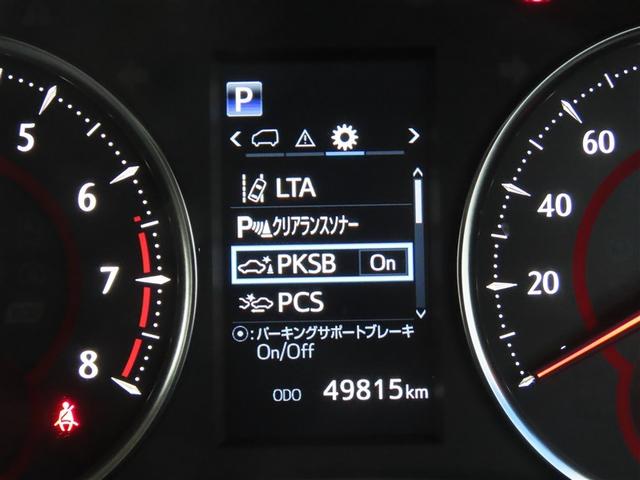 P
LTA
Pクリアランスソナー
PKSB On
PCS
:パーキングサポートブレーキ
On/Off
ODO 49815km
5
6
7
8
60
40
20